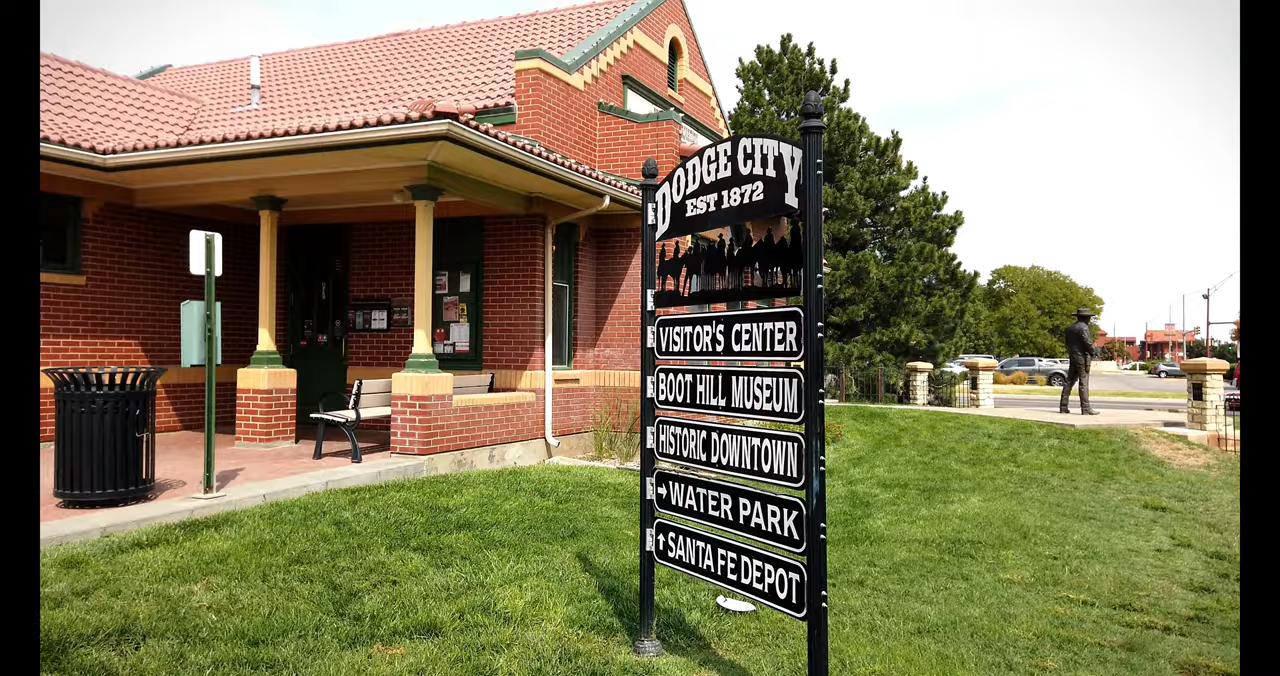 DODGE CITY
EST 1872
VISITOR'S CENTER
BOOT HILL MUSEUM
HISTORIC DOWNTOWN
→ WATER PARK
↑ SANTA FE DEPOT